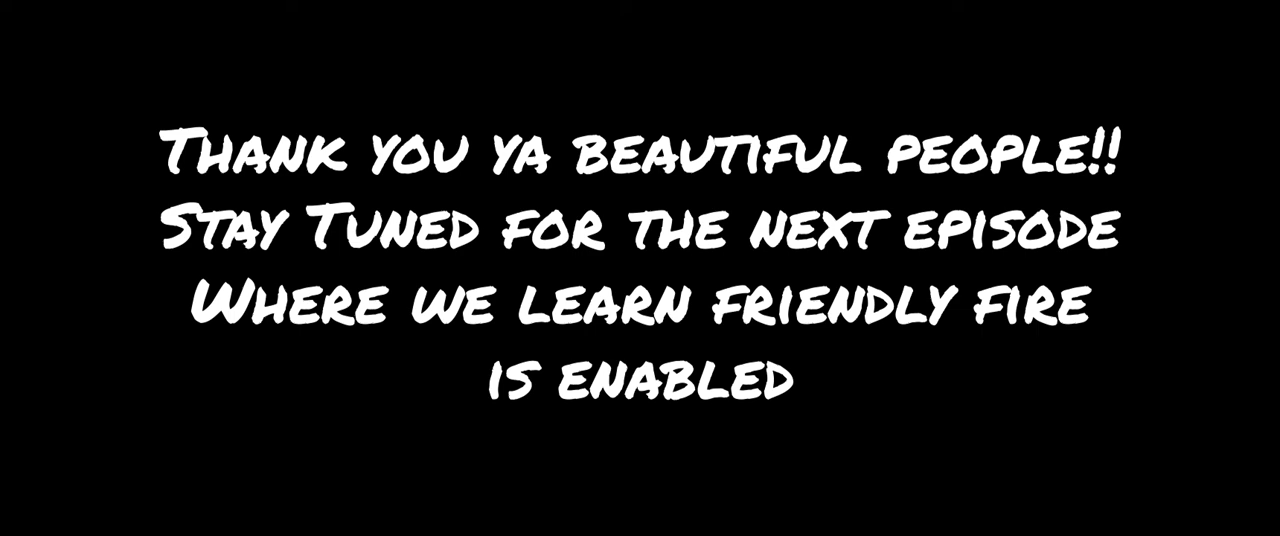 Thank you ya beautiful people!!
Stay Tuned for the next episode
Where we learn friendly fire
is enabled